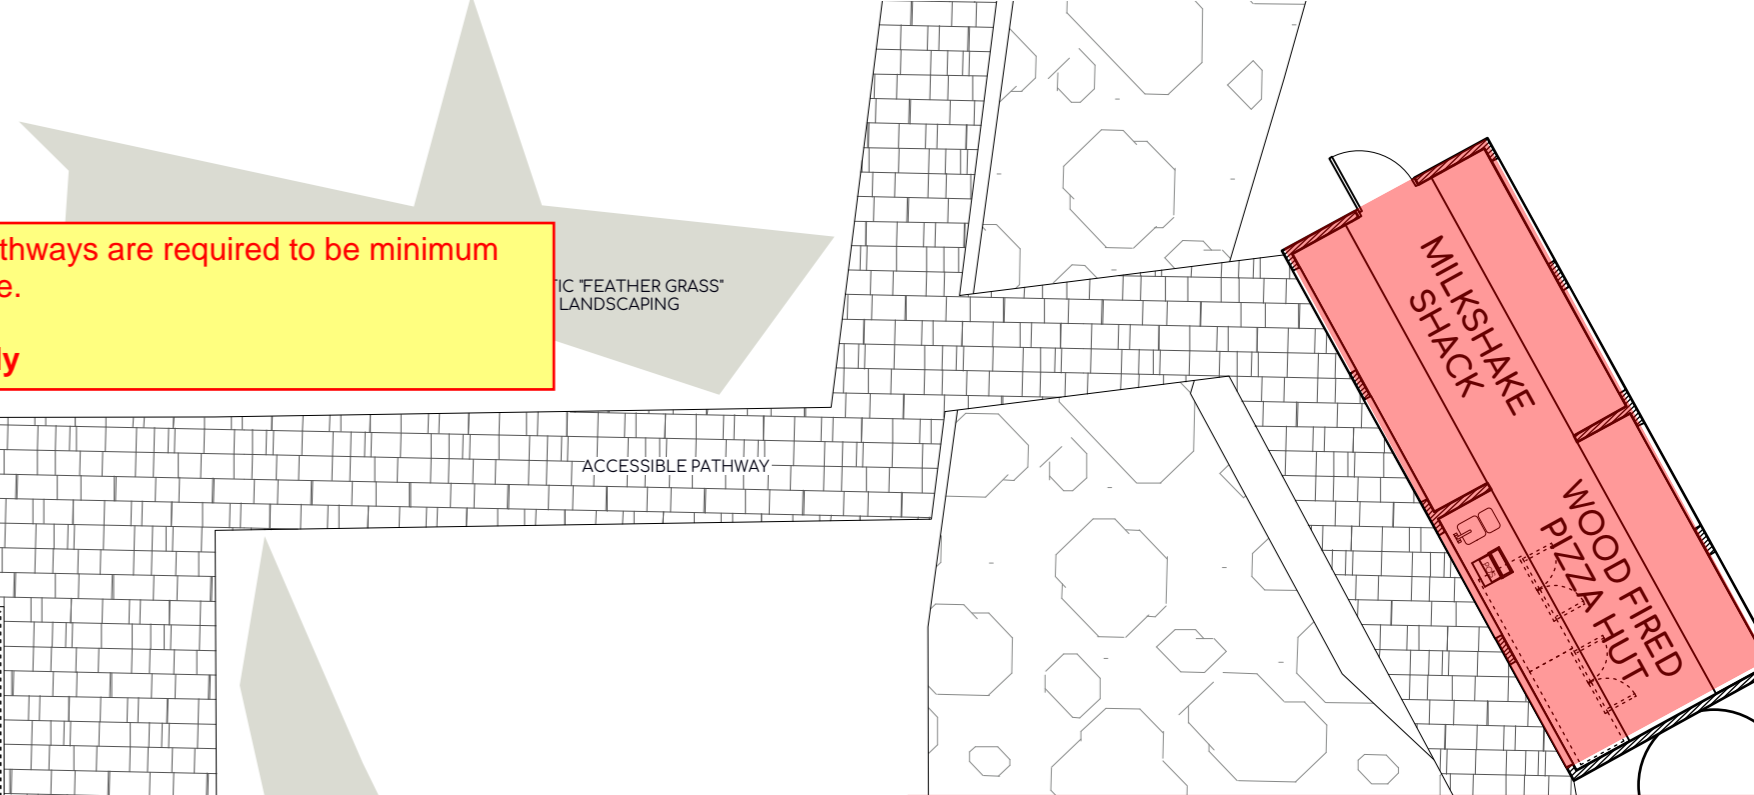 thways are required to be minimum
e.
ly
TIC "FEATHER GRASS"
LANDSCAPING
ACCESSIBLE PATHWAY
MILKSHAKE
SHACK
WOOD FIRED
PIZZA HUT